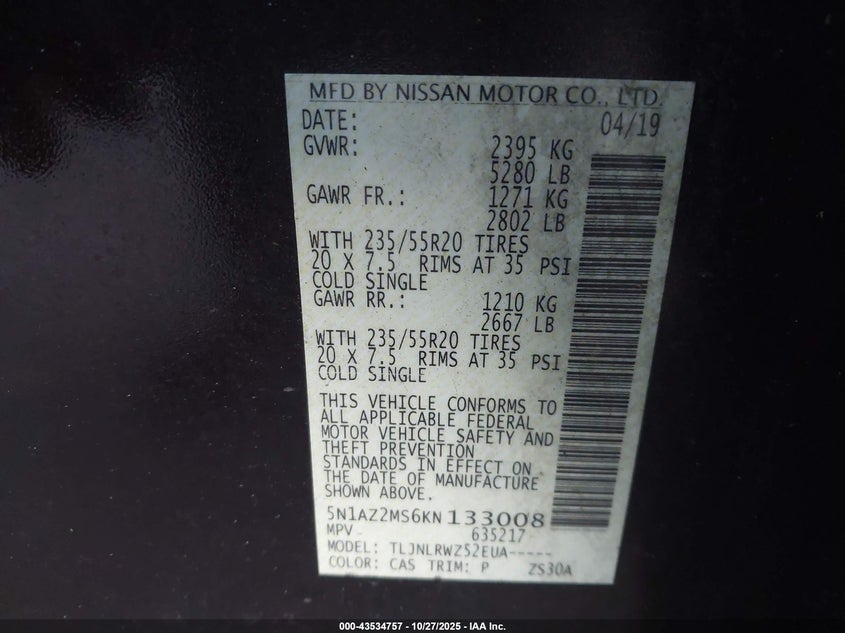 MFD BY NISSAN MOTOR CO., LTD.
DATE: 04/19
GVWR: 2395 KG
5280 LB
GAWR FR.: 1271 KG
2802 LB
WITH 235/55R20 TIRES
20 X 7.5 RIMS AT 35 PSI
COLD SINGLE
GAWR RR.: 1210 KG
2667 LB
WITH 235/55R20 TIRES
20 X 7.5 RIMS AT 35 PSI
COLD SINGLE
THIS VEHICLE CONFORMS TO
ALL APPLICABLE FEDERAL
MOTOR VEHICLE SAFETY AND
THEFT PREVENTION
STANDARDS IN EFFECT ON
THE DATE OF MANUFACTURE
SHOWN ABOVE.
5N1AZ2MS6KN133008
MPV 635217
MODEL: TLJNLRWZ52EUA-----
COLOR: CAS TRIM: P ZS30A
000-43534757 - 10/27/2025 - IAA Inc.